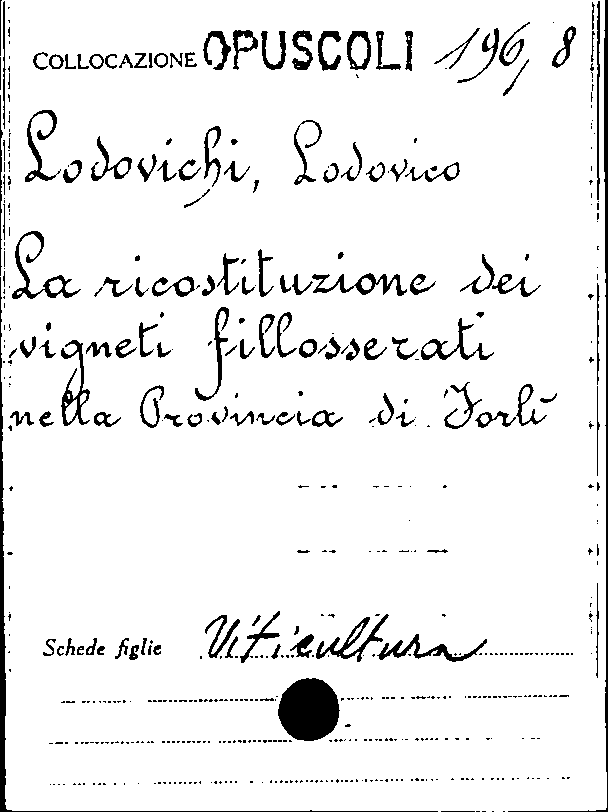 COLLOCAZIONE OPUSCOLI 196, 8
Lodovichi, Lodovico
La ricostituzione dei
vigneti fillosserati
nella Provincia di Forlì
Schede figlie Viticultura